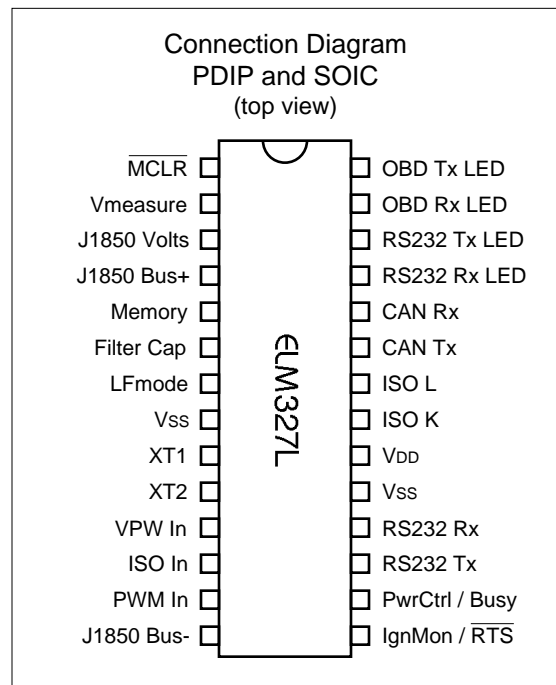 Connection Diagram
PDIP and SOIC
(top view)
MCLR
Vmeasure
J1850 Volts
J1850 Bus+
Memory
Filter Cap
LFmode
VSS
XT1
XT2
VPW In
ISO In
PWM In
J1850 Bus-
ELM327L
OBD Tx LED
OBD Rx LED
RS232 Tx LED
RS232 Rx LED
CAN Rx
CAN Tx
ISO L
ISO K
VDD
VSS
RS232 Rx
RS232 Tx
PwrCtrl / Busy
IgnMon / RTS